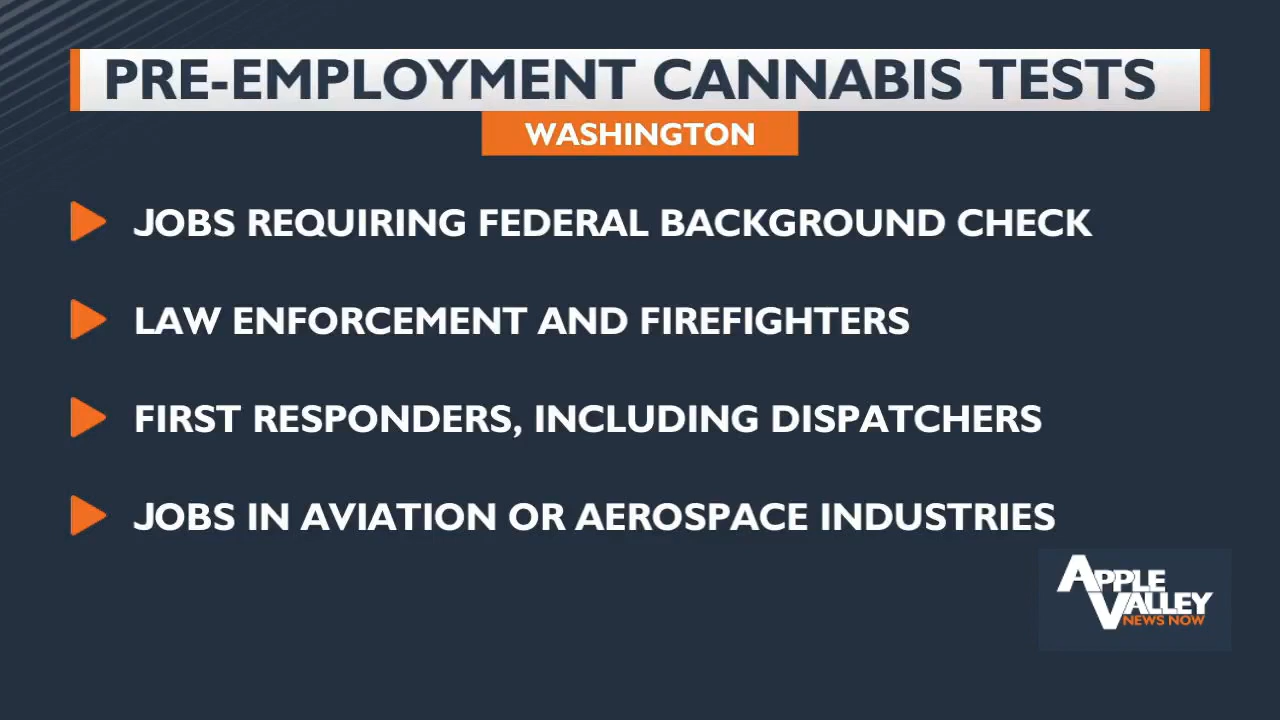 PRE-EMPLOYMENT CANNABIS TESTS
WASHINGTON
JOBS REQUIRING FEDERAL BACKGROUND CHECK
LAW ENFORCEMENT AND FIREFIGHTERS
FIRST RESPONDERS, INCLUDING DISPATCHERS
JOBS IN AVIATION OR AEROSPACE INDUSTRIES
APPLE
VALLEY
NEWS NOW